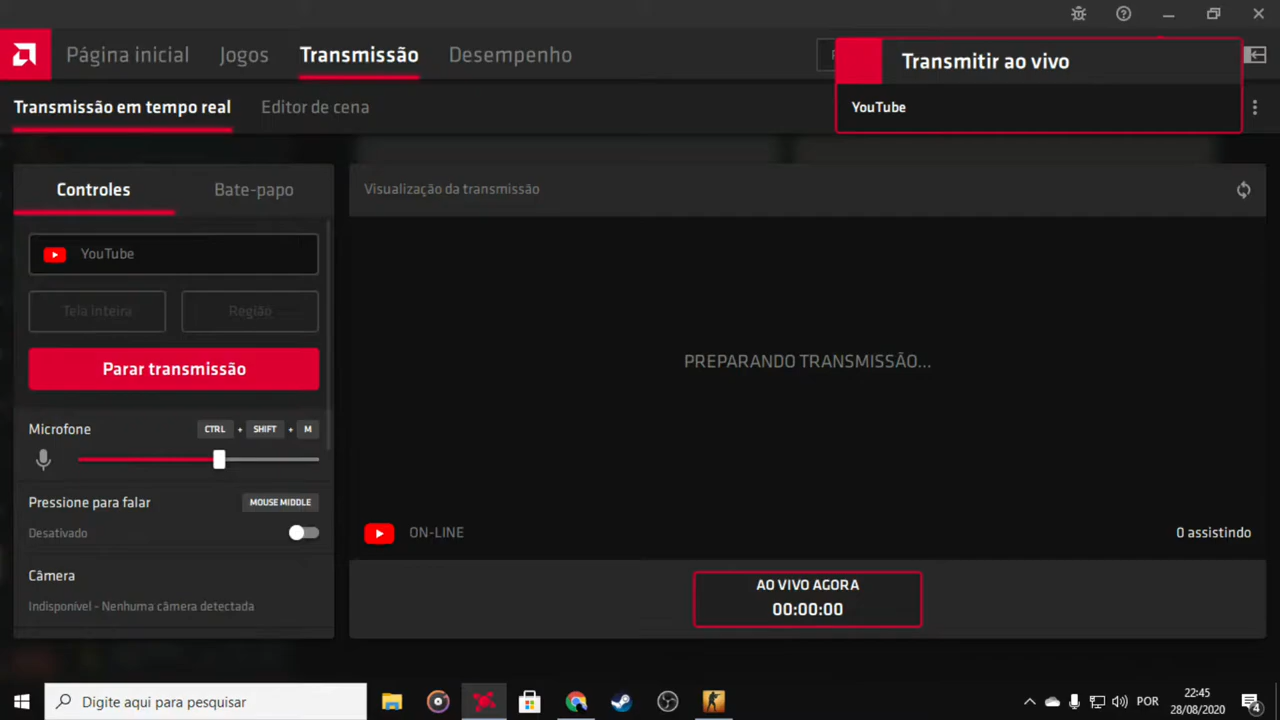 Página inicial
Jogos
Transmissão
Desempenho
Transmitir ao vivo
YouTube
Transmissão em tempo real
Editor de cena
Controles
Bate-papo
Visualização da transmissão
YouTube
Tela inteira
Região
Parar transmissão
PREPARANDO TRANSMISSÃO...
Microfone
CTRL + SHIFT + M
Pressione para falar
MOUSE MIDDLE
Desativado
Câmera
Indisponível - Nenhuma câmera detectada
ON-LINE
0 assistindo
AO VIVO AGORA
00:00:00
Digite aqui para pesquisar
POR
22:45
28/08/2020
4